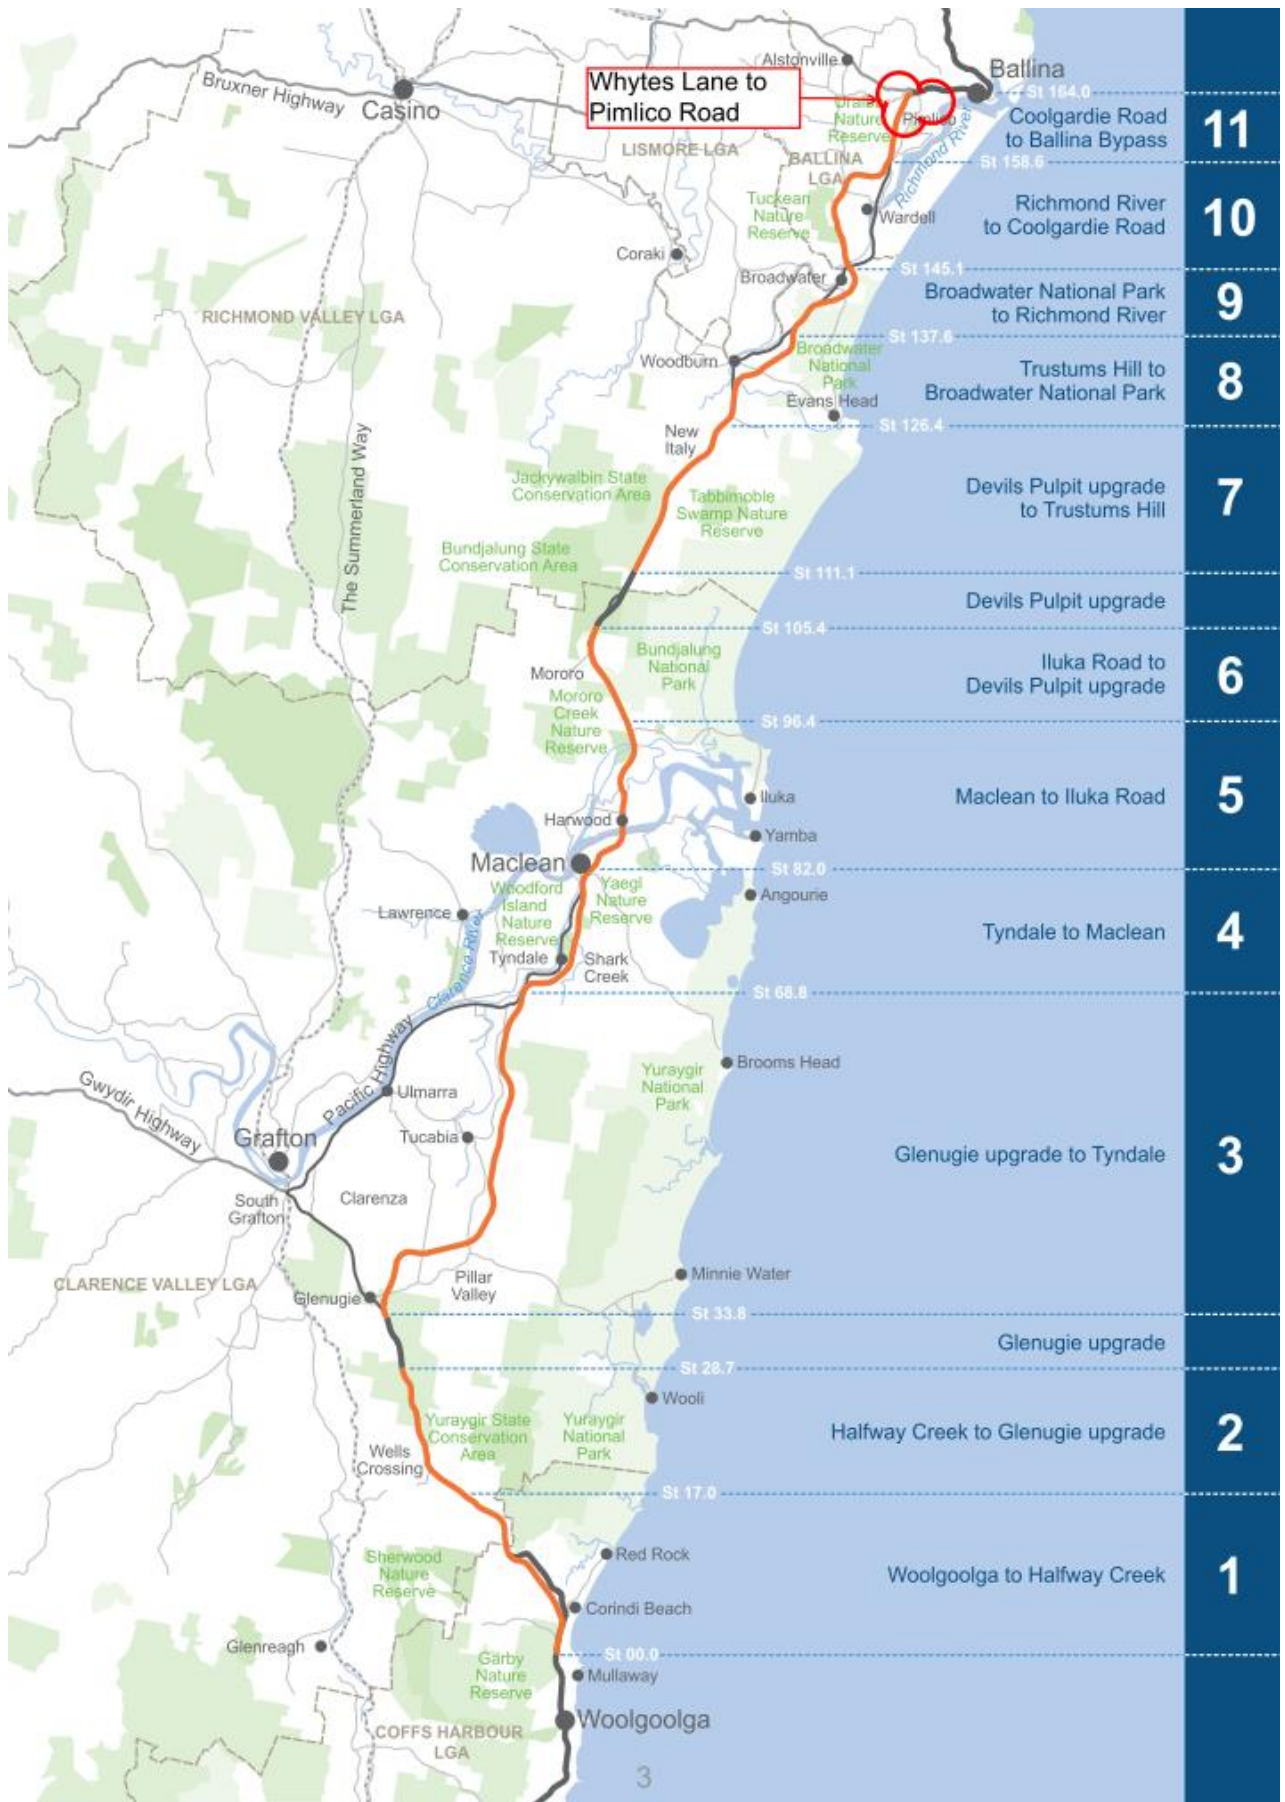 Alstonville
Ballina
Whytes Lane to
Pimlico Road
Bruxner Highway
Casino
St 164.0
Nature
Reserve
Pimlico
Richmond River
Coolgardie Road
to Ballina Bypass
11
LISMORE LGA
BALLINA
LGA
St 158.6
Tuckean
Nature
Reserve
Wardell
Richmond River
to Coolgardie Road
10
Coraki
Broadwater
St 145.1
RICHMOND VALLEY LGA
Broadwater National Park
to Richmond River
9
St 137.6
Woodburn
Broadwater
National
Park
Evans Head
Trustums Hill to
Broadwater National Park
8
St 126.4
New
Italy
The Summerland Way
Jackywalbin State
Conservation Area
Tabbimoble
Swamp Nature
Reserve
Devils Pulpit upgrade
to Trustums Hill
7
Bundjalung State
Conservation Area
St 111.1
Devils Pulpit upgrade
St 105.4
Bundjalung
National
Park
Mororo
Mororo
Creek
Nature
Reserve
Iluka Road to
Devils Pulpit upgrade
6
St 96.4
Iluka
Harwood
Yamba
Maclean to Iluka Road
5
Maclean
St 82.0
Woodford
Island
Nature
Reserve
Yaegl
Nature
Reserve
Angourie
Lawrence
Clarence River
Tyndale
Shark
Creek
Tyndale to Maclean
4
St 68.8
Pacific Highway
Brooms Head
Yuraygir
National
Park
Gwydir Highway
Ulmarra
Grafton
Tucabia
Glenugie upgrade to Tyndale
3
South
Grafton
Clarenza
CLARENCE VALLEY LGA
Glenugie
Pillar
Valley
Minnie Water
St 33.8
Glenugie upgrade
St 28.7
Wooli
Yuraygir State
Conservation
Area
Yuraygir
National
Park
Wells
Crossing
Halfway Creek to Glenugie upgrade
2
St 17.0
Sherwood
Nature
Reserve
Red Rock
Corindi Beach
Woolgoolga to Halfway Creek
1
Glenreagh
St 00.0
Garby
Nature
Reserve
Mullaway
Woolgoolga
COFFS HARBOUR
LGA
3